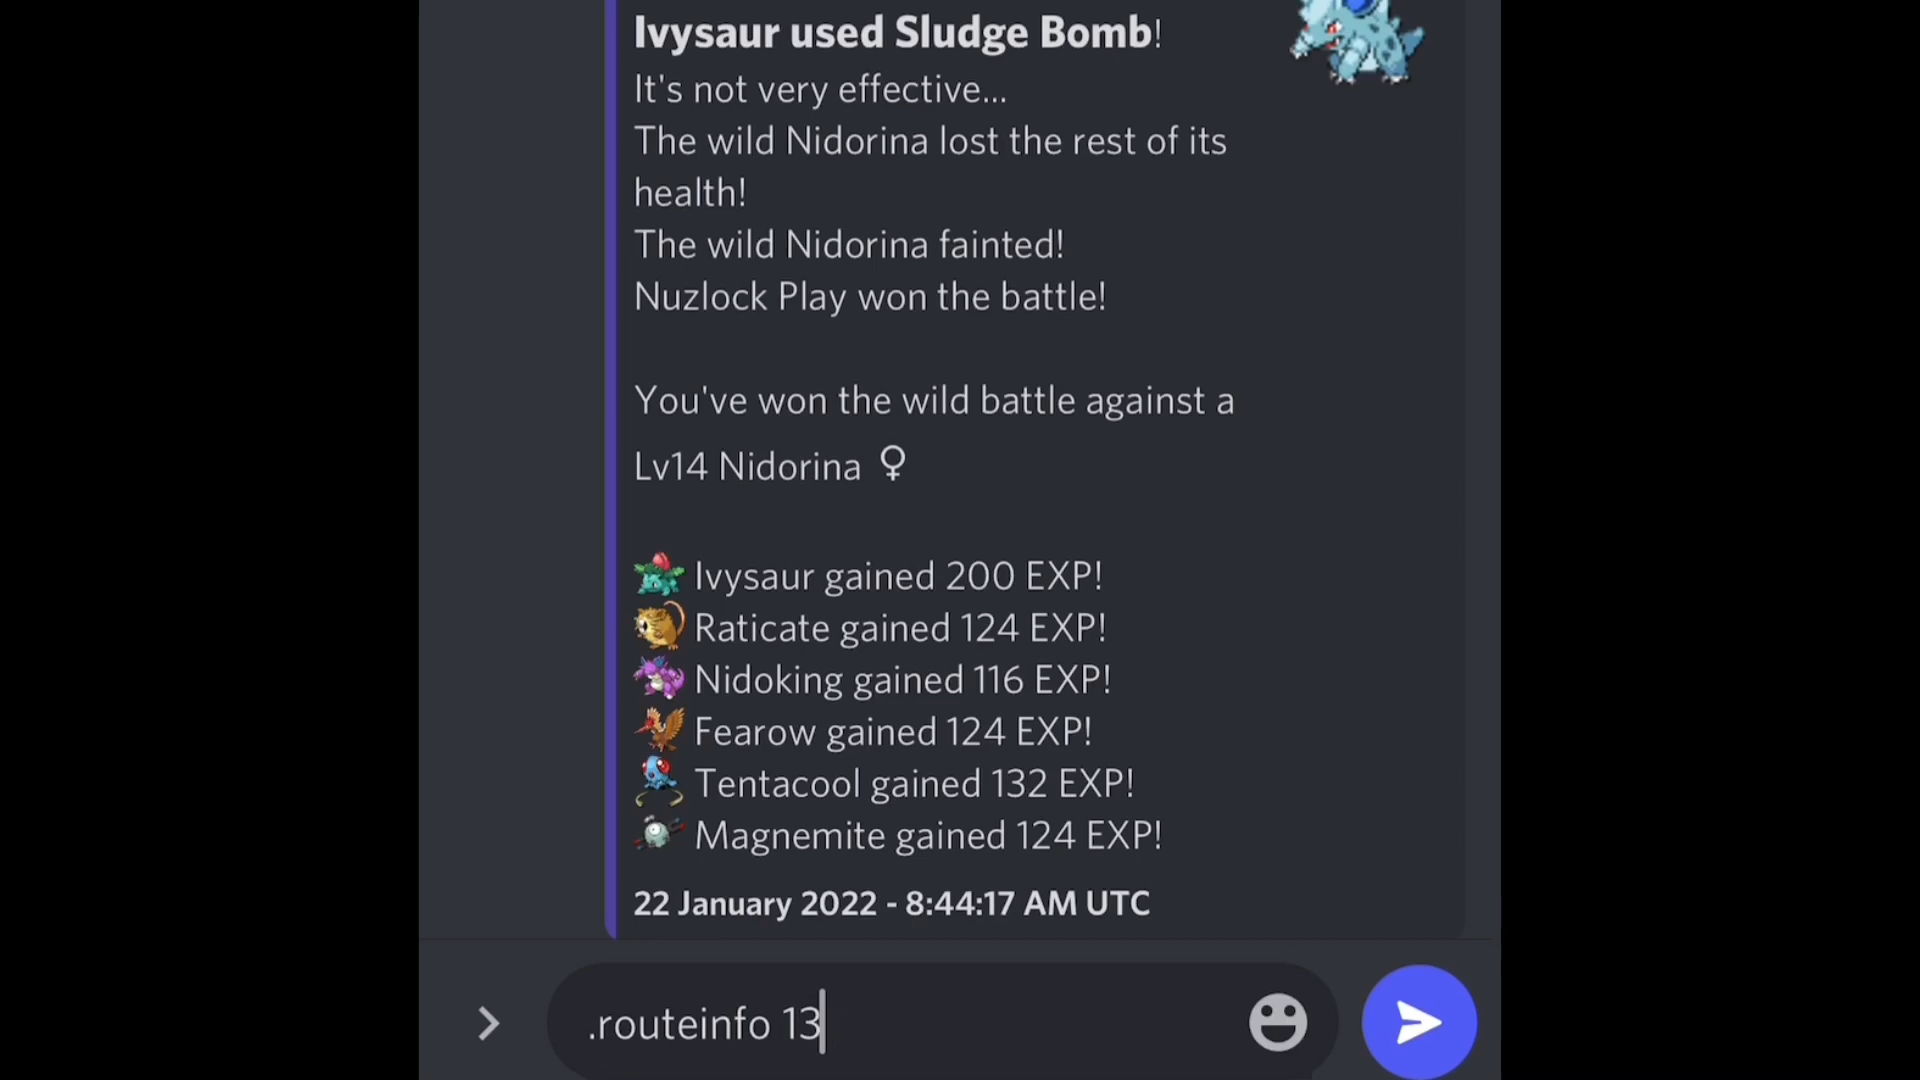 Ivysaur used Sludge Bomb!
It's not very effective...
The wild Nidorina lost the rest of its
health!
The wild Nidorina fainted!
Nuzlock Play won the battle!
You've won the wild battle against a
Lv14 Nidorina ♀
Ivysaur gained 200 EXP!
Raticate gained 124 EXP!
Nidoking gained 116 EXP!
Fearow gained 124 EXP!
Tentacool gained 132 EXP!
Magnemite gained 124 EXP!
22 January 2022 - 8:44:17 AM UTC
.routeinfo 13